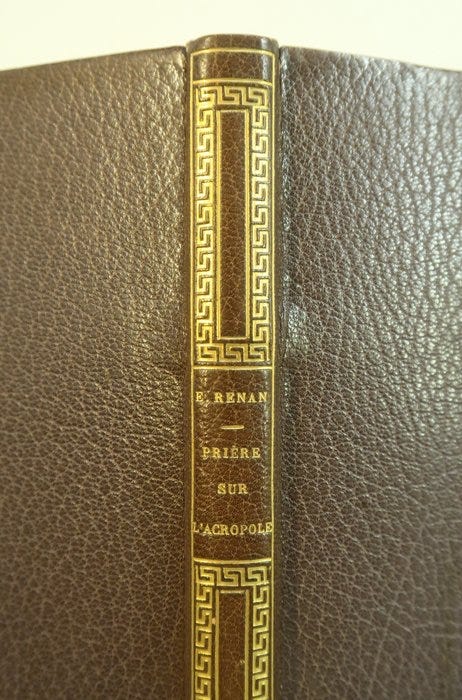 E. RENAN
PRIÈRE
SUR
L'ACROPOLE